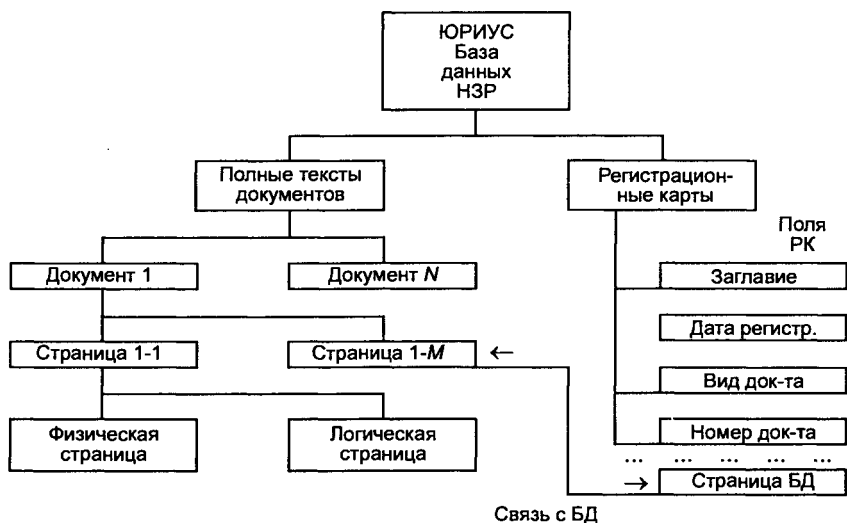 ЮРИУС
База
данных
НЗР
Полные тексты
документов
Регистрацион-
ные карты
Поля
РК
Документ 1
Документ N
Заглавие
Дата регистр.
Страница 1-1
Страница 1-М
←
Вид док-та
Физическая
страница
Логическая
страница
Номер док-та
... ... ... ... ...
→
Страница БД
Связь с БД